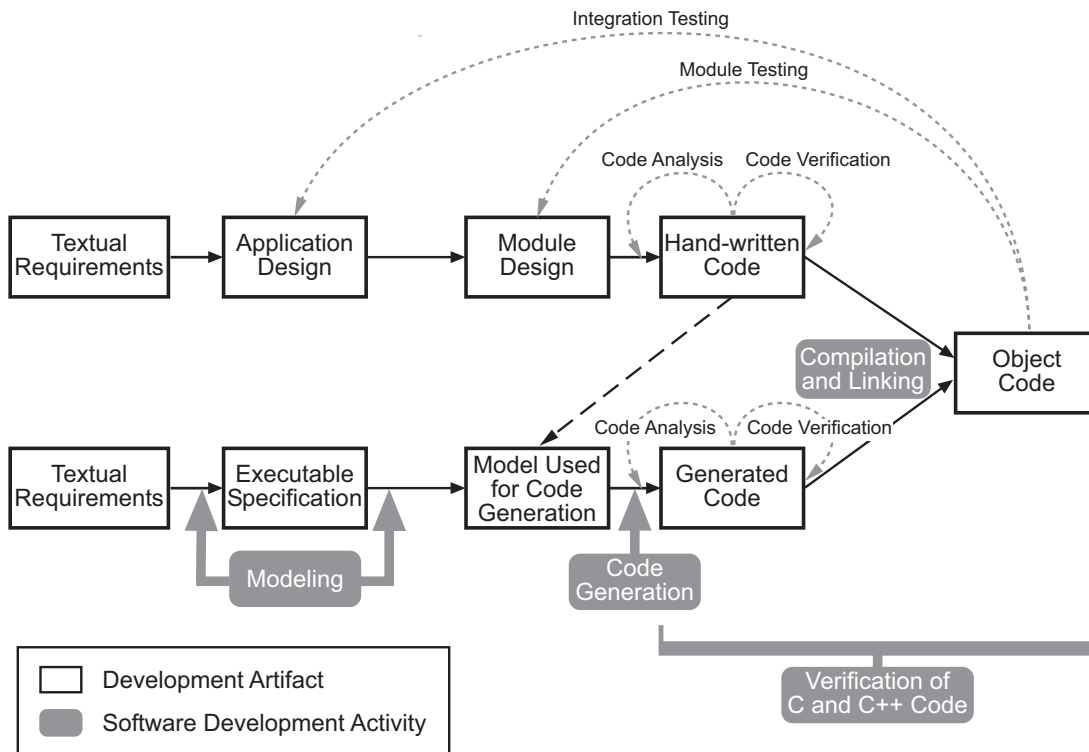 Integration Testing
Module Testing
Code Analysis
Code Verification
Textual
Requirements
Application
Design
Module
Design
Hand-written
Code
Compilation
and Linking
Object
Code
Code Analysis
Code Verification
Textual
Requirements
Executable
Specification
Model Used
for Code
Generation
Generated
Code
Modeling
Code
Generation
Development Artifact
Software Development Activity
Verification of
C and C++ Code